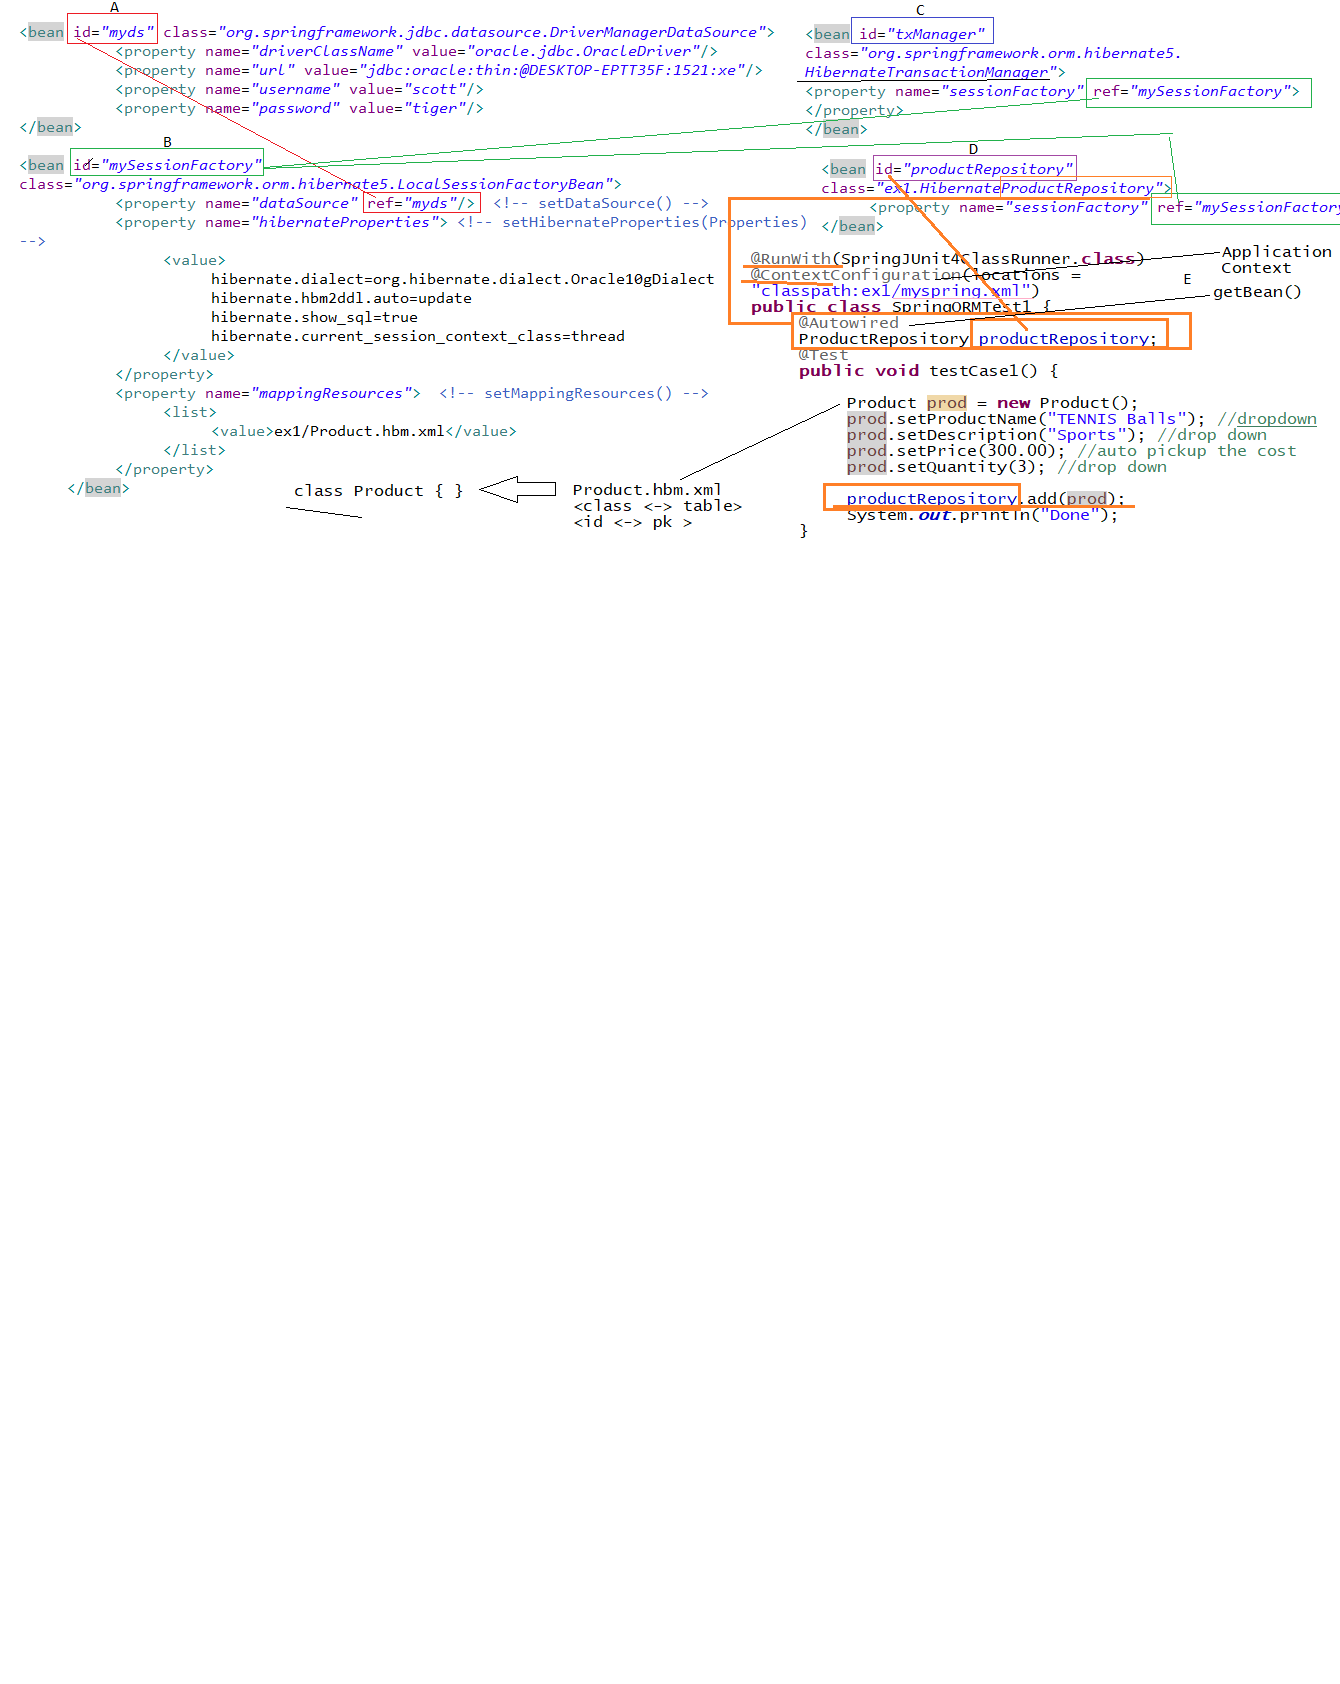 A
<bean id="myds" class="org.springframework.jdbc.datasource.DriverManagerDataSource">
<property name="driverClassName" value="oracle.jdbc.OracleDriver"/>
<property name="url" value="jdbc:oracle:thin:@DESKTOP-EPTT35F:1521:xe"/>
<property name="username" value="scott"/>
<property name="password" value="tiger"/>
</bean>
B
<bean id="mySessionFactory"
class="org.springframework.orm.hibernate5.LocalSessionFactoryBean">
<property name="dataSource" ref="myds"/> <!-- setDataSource() -->
<property name="hibernateProperties"> <!-- setHibernateProperties(Properties)
-->
<value>
hibernate.dialect=org.hibernate.dialect.Oracle10gDialect
hibernate.hbm2ddl.auto=update
hibernate.show_sql=true
hibernate.current_session_context_class=thread
</value>
</property>
<property name="mappingResources"> <!-- setMappingResources() -->
<list>
<value>ex1/Product.hbm.xml</value>
</list>
</property>
</bean>
class Product { }
Product.hbm.xml
<class <-> table>
<id <-> pk >
C
<bean id="txManager"
class="org.springframework.orm.hibernate5.
HibernateTransactionManager">
<property name="sessionFactory" ref="mySessionFactory">
</property>
</bean>
D
<bean id="productRepository"
class="ex1.HibernateProductRepository">
<property name="sessionFactory" ref="mySessionFactory
</bean>
@RunWith(SpringJUnit4ClassRunner.class)
@ContextConfiguration(locations =
"classpath:ex1/myspring.xml")
public class SpringORMTest1 {
@Autowired
ProductRepository productRepository;
@Test
public void testCase1() {
Product prod = new Product();
prod.setProductName("TENNIS Balls"); //dropdown
prod.setDescription("Sports"); //drop down
prod.setPrice(300.00); //auto pickup the cost
prod.setQuantity(3); //drop down
productRepository.add(prod);
System.out.println("Done");
}
Application
Context
E
getBean()